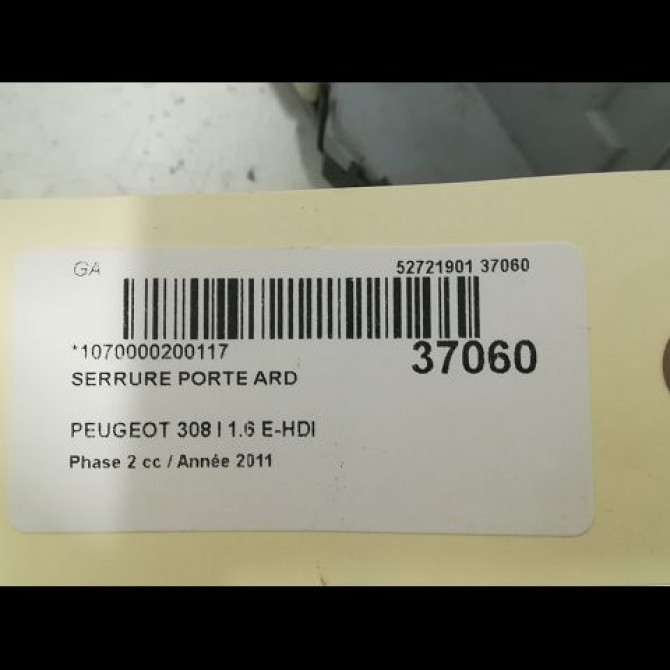 GA 52721901 37060
*1070000200117 37060
SERRURE PORTE ARD
PEUGEOT 308 I 1.6 E-HDI
Phase 2 cc / Année 2011